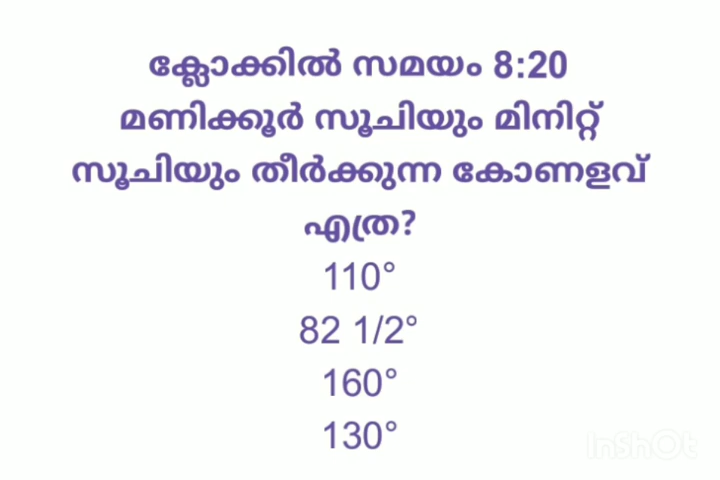 ക്ലോക്കിൽ സമയം 8:20
മണിക്കൂർ സൂചിയും മിനിറ്റ്
സൂചിയും തീർക്കുന്ന കോണളവ്
എത്ര?
110°
82 1/2°
160°
130°
InShOt